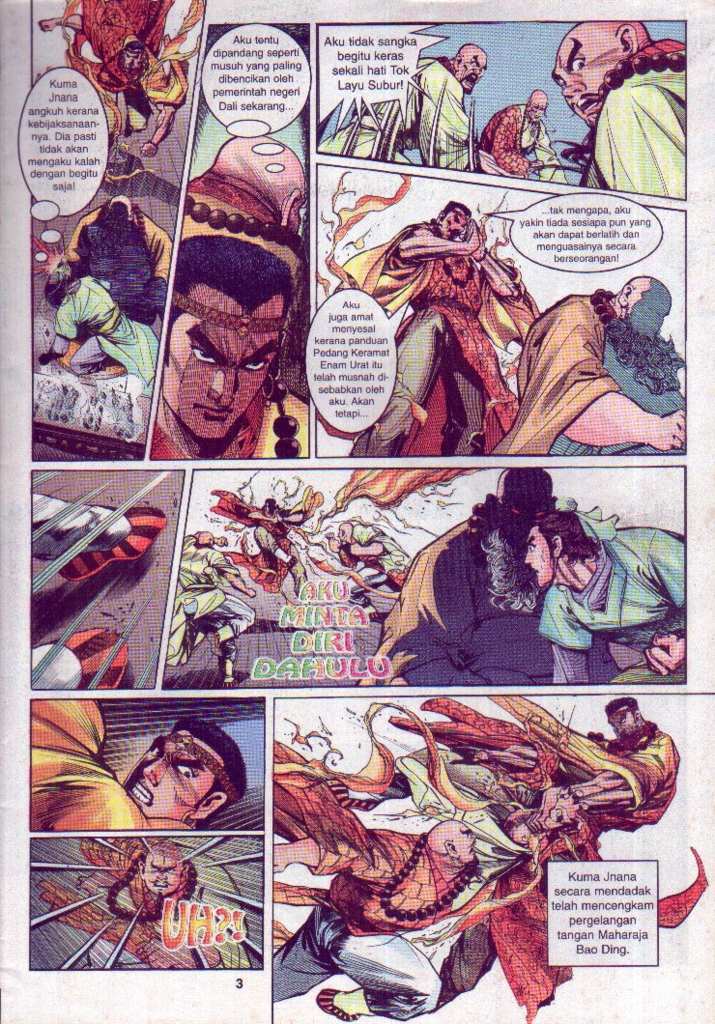 Kuma
Jnana
angkuh kerana
kebijaksanaan-
nya. Dia pasti
tidak akan
mengaku kalah
dengan begitu
saja!
Aku tentu
dipandang seperti
musuh yang paling
dibencikan oleh
pemerintah negeri
Dali sekarang...
Aku tidak sangka
begitu keras
sekali hati Tok
Layu Subur!
...tak mengapa, aku
yakin tiada sesiapa pun yang
akan dapat berlatih dan
menguasainya secara
berseorangan!
Aku
juga amat
menyesal
kerana panduan
Pedang Keramat
Enam Urat itu
telah musnah di-
sebabkan oleh
aku. Akan
tetapi...
AKU
MINTA
DIRI
DAHULU
UH?!
Kuma Jnana
secara mendadak
telah mencengkam
pergelangan
tangan Maharaja
Bao Ding.
3